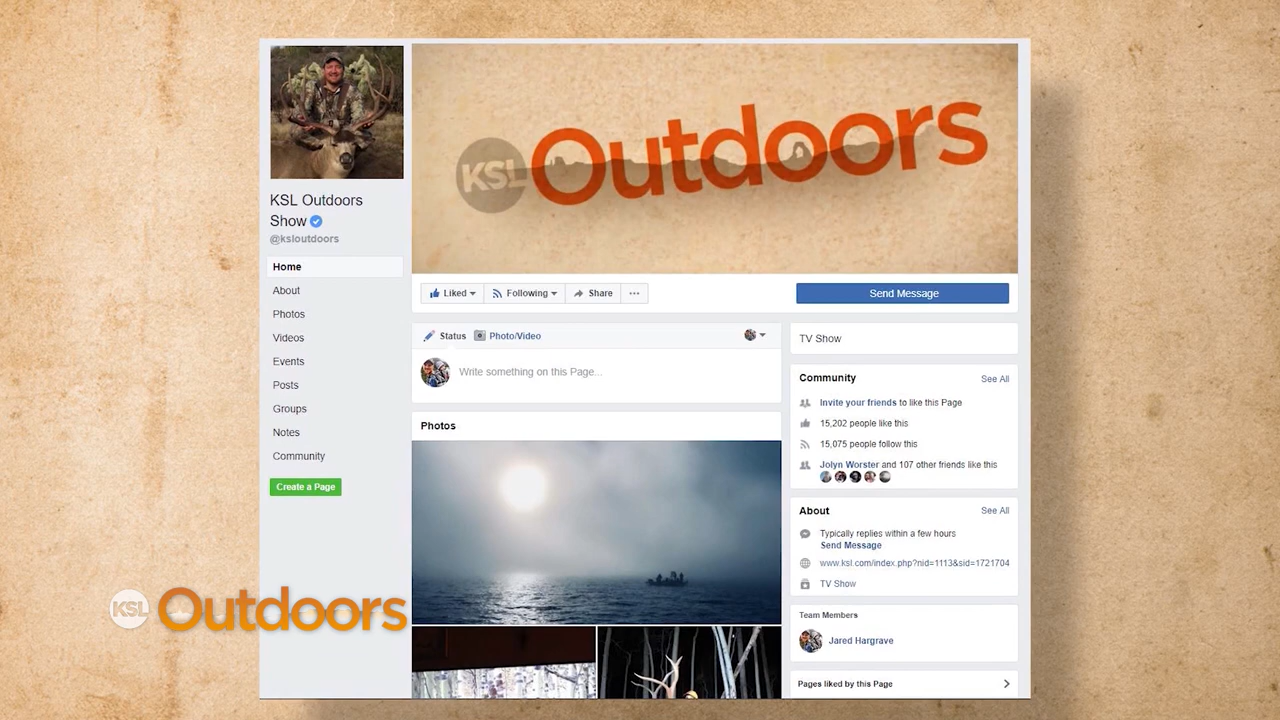 KSL Outdoors
KSL Outdoors
Show
@ksloutdoors
Home
About
Photos
Videos
Events
Posts
Groups
Notes
Community
Create a Page
Liked
Following
Share
Send Message
Status
Photo/Video
Write something on this Page...
Photos
TV Show
Community
See All
Invite your friends to like this Page
15,202 people like this
15,075 people follow this
Jolyn Worster and 107 other friends like this
About
See All
Typically replies within a few hours
Send Message
www.ksl.com/index.php?nid=1113&sid=1721704
TV Show
Team Members
Jared Hargrave
Pages liked by this Page
KSL Outdoors